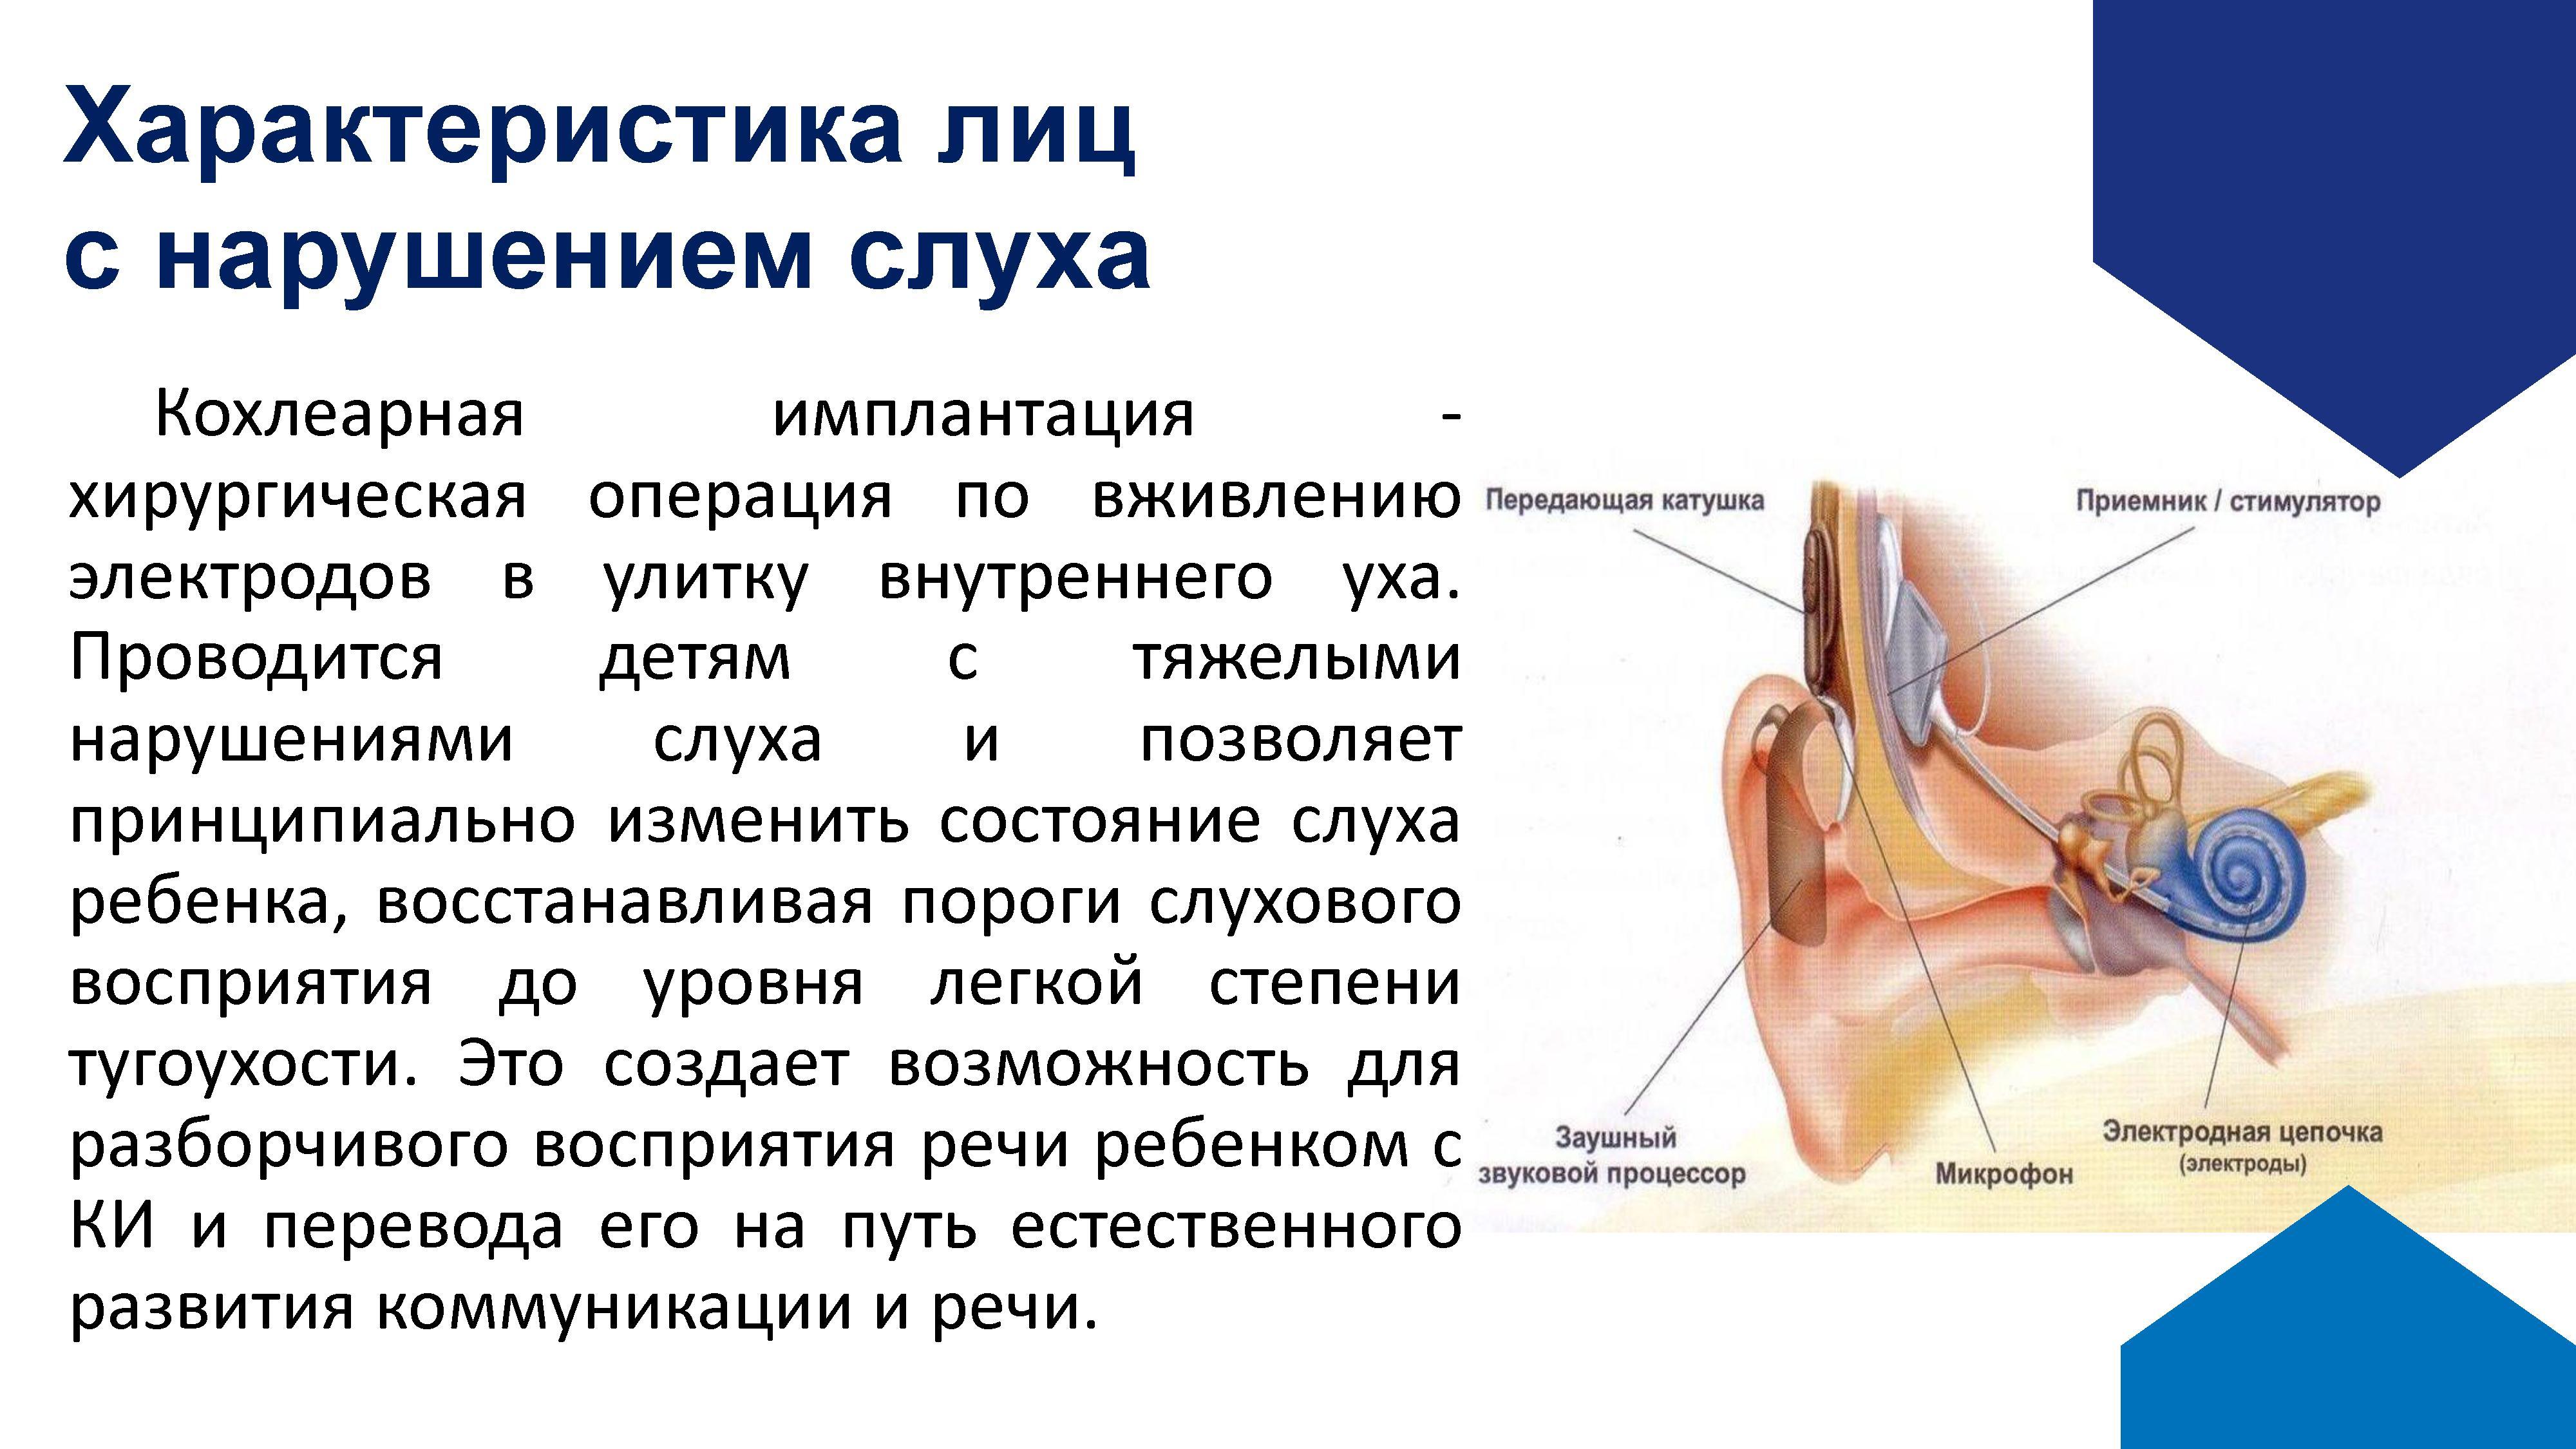 Характеристика лиц
с нарушением слуха
Кохлеарная имплантация -
хирургическая операция по вживлению
электродов в улитку внутреннего уха.
Проводится детям с тяжелыми
нарушениями слуха и позволяет
принципиально изменить состояние слуха
ребенка, восстанавливая пороги слухового
восприятия до уровня легкой степени
тугоухости. Это создает возможность для
разборчивого восприятия речи ребенком с
КИ и перевода его на путь естественного
развития коммуникации и речи.
Передающая катушка
Приемник / стимулятор
Заушный
звуковой процессор
Микрофон
Электродная цепочка
(электроды)